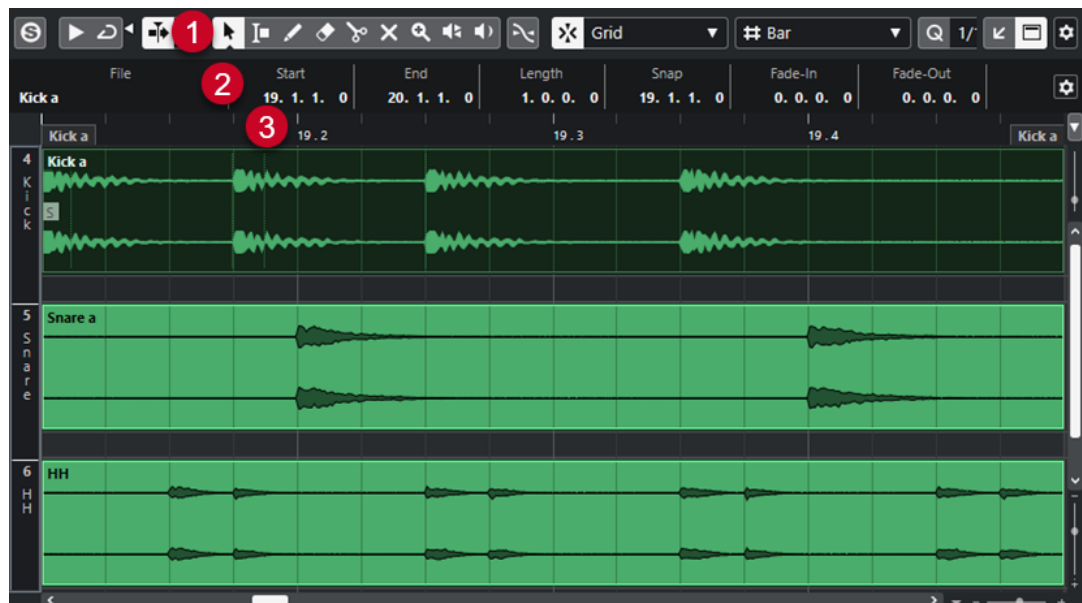 1 Grid Bar Q 1/
File Start End Length Snap Fade-In Fade-Out
2
Kick a 19. 1. 1. 0 20. 1. 1. 0 1. 0. 0. 0 19. 1. 1. 0 0. 0. 0. 0 0. 0. 0. 0
Kick a 3 19.2 19.3 19.4 Kick a
4 Kick a
Kick
S
5 Snare a
Snare
6 HH
HH